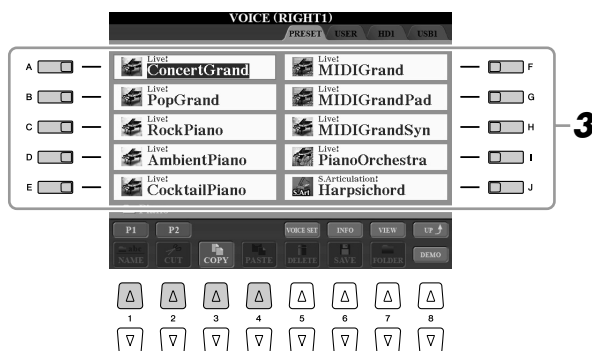 VOICE (RIGHT1)
PRESET USER HD1 USB1
A Live! ConcertGrand Live! MIDIGrand F
B Live! PopGrand Live! MIDIGrandPad G
C Live! RockPiano Live! MIDIGrandSyn H
D Live! AmbientPiano Live! PianoOrchestra I
E Live! CocktailPiano S.Art! S.Articulation! Harpsichord J
3
P1 P2 VOICE SET INFO VIEW UP
NAME CUT COPY PASTE DELETE SAVE FOLDER DEMO
1 2 3 4 5 6 7 8